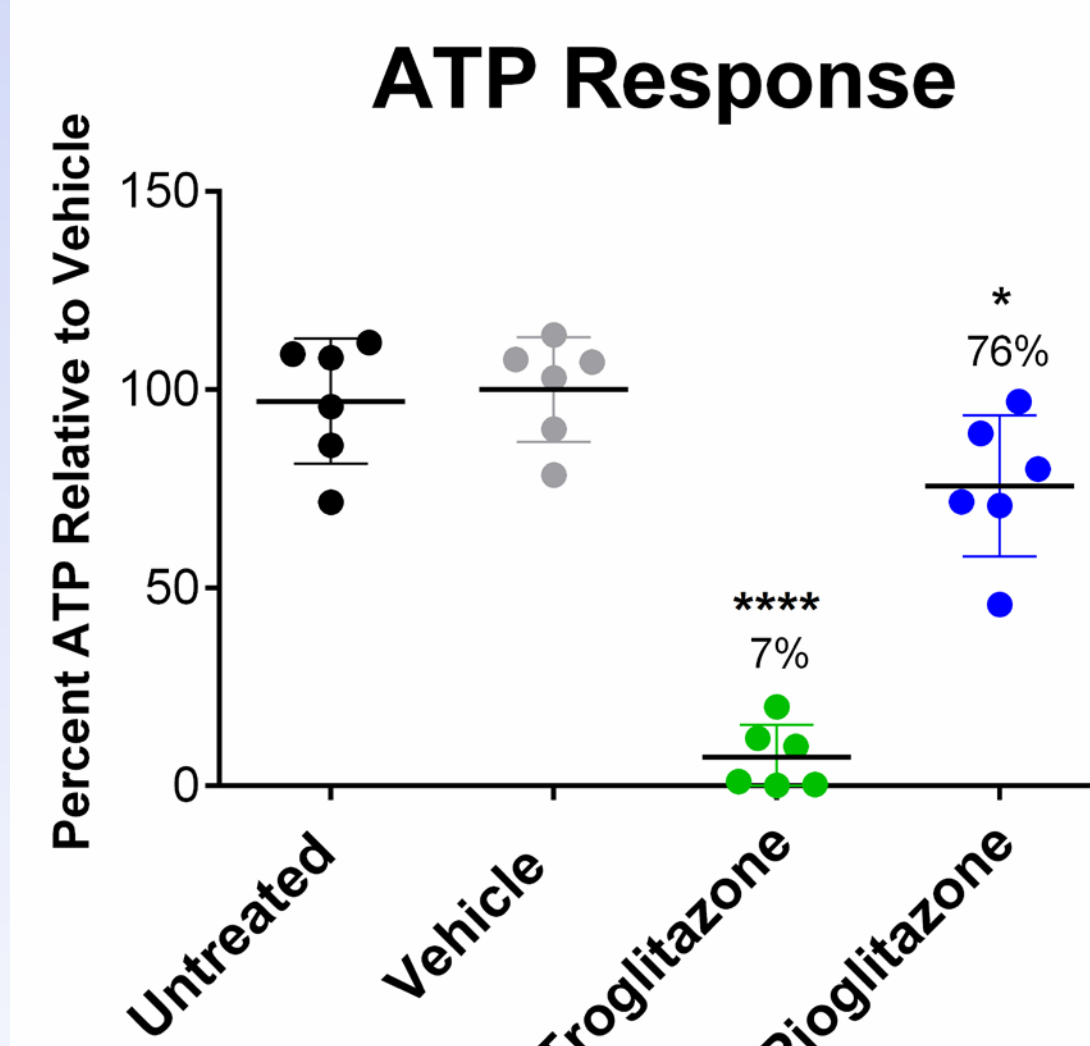 ATP Response
Percent ATP Relative to Vehicle
150
100
50
0
*
76%
****
7%
Untreated
Vehicle
Troglitazone
Pioglitazone